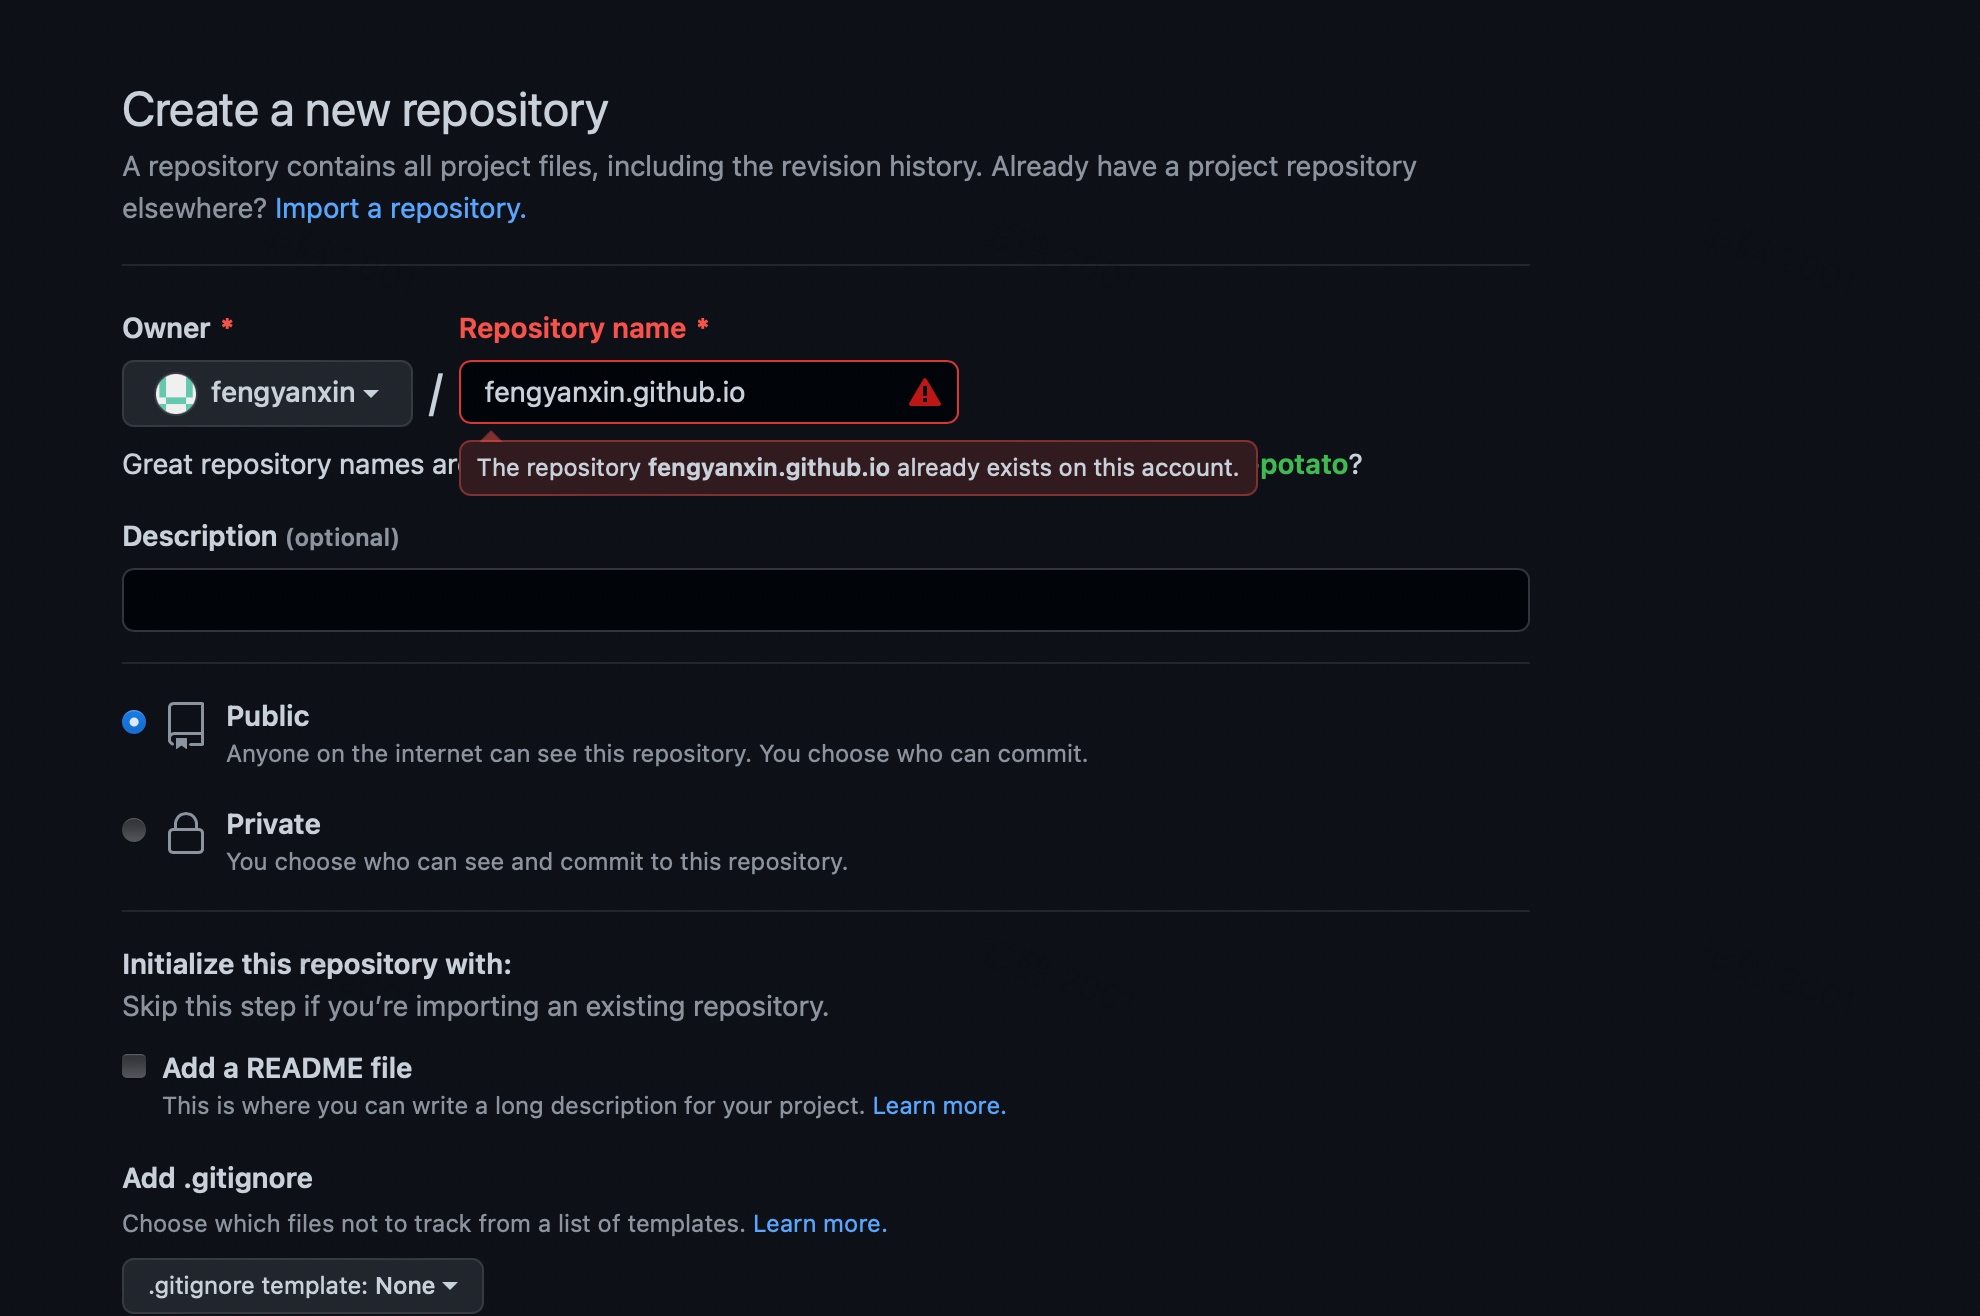 Create a new repository
A repository contains all project files, including the revision history. Already have a project repository
elsewhere? Import a repository.
Owner *
Repository name *
fengyanxin
/
fengyanxin.github.io
Great repository names
The repository fengyanxin.github.io already exists on this account.
potato?
Description (optional)
Public
Anyone on the internet can see this repository. You choose who can commit.
Private
You choose who can see and commit to this repository.
Initialize this repository with:
Skip this step if you’re importing an existing repository.
Add a README file
This is where you can write a long description for your project. Learn more.
Add .gitignore
Choose which files not to track from a list of templates. Learn more.
.gitignore template: None